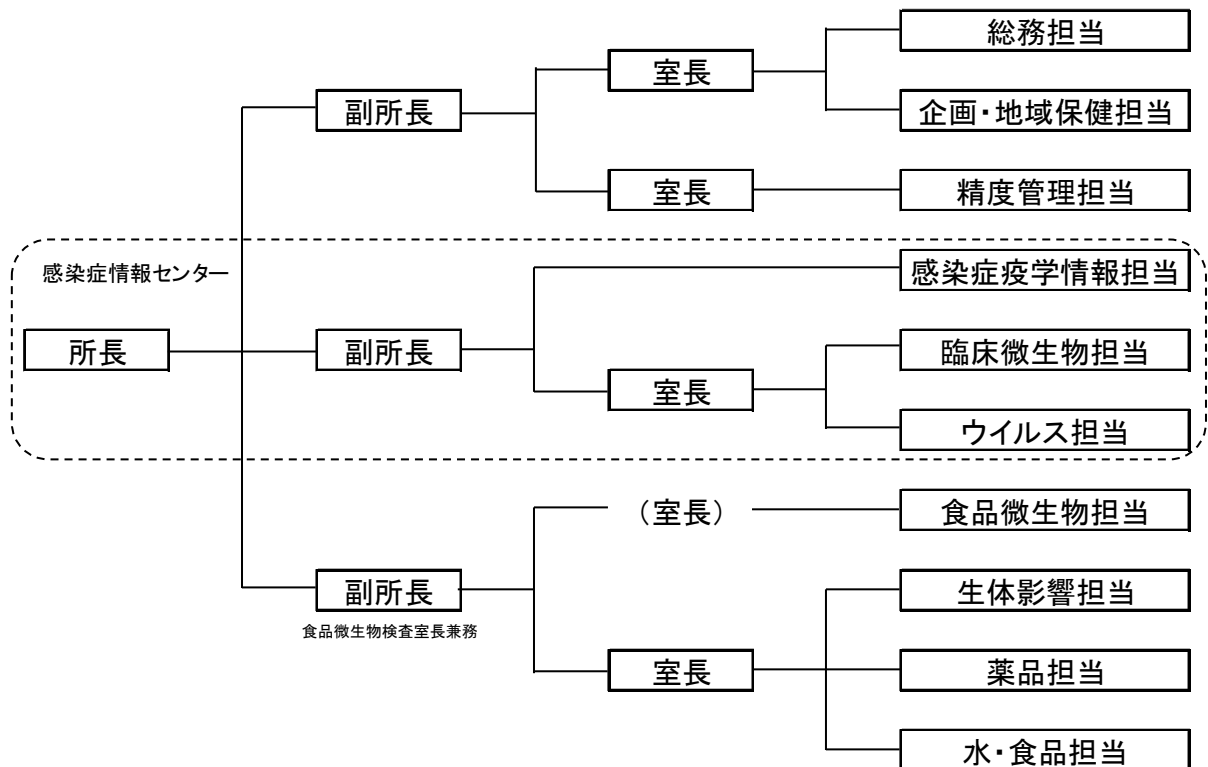 総務担当
室長
副所長
企画・地域保健担当
室長
精度管理担当
感染症情報センター
感染症疫学情報担当
所長
副所長
臨床微生物担当
室長
ウイルス担当
（室長）
食品微生物担当
副所長
食品微生物検査室長兼務
生体影響担当
室長
薬品担当
水・食品担当